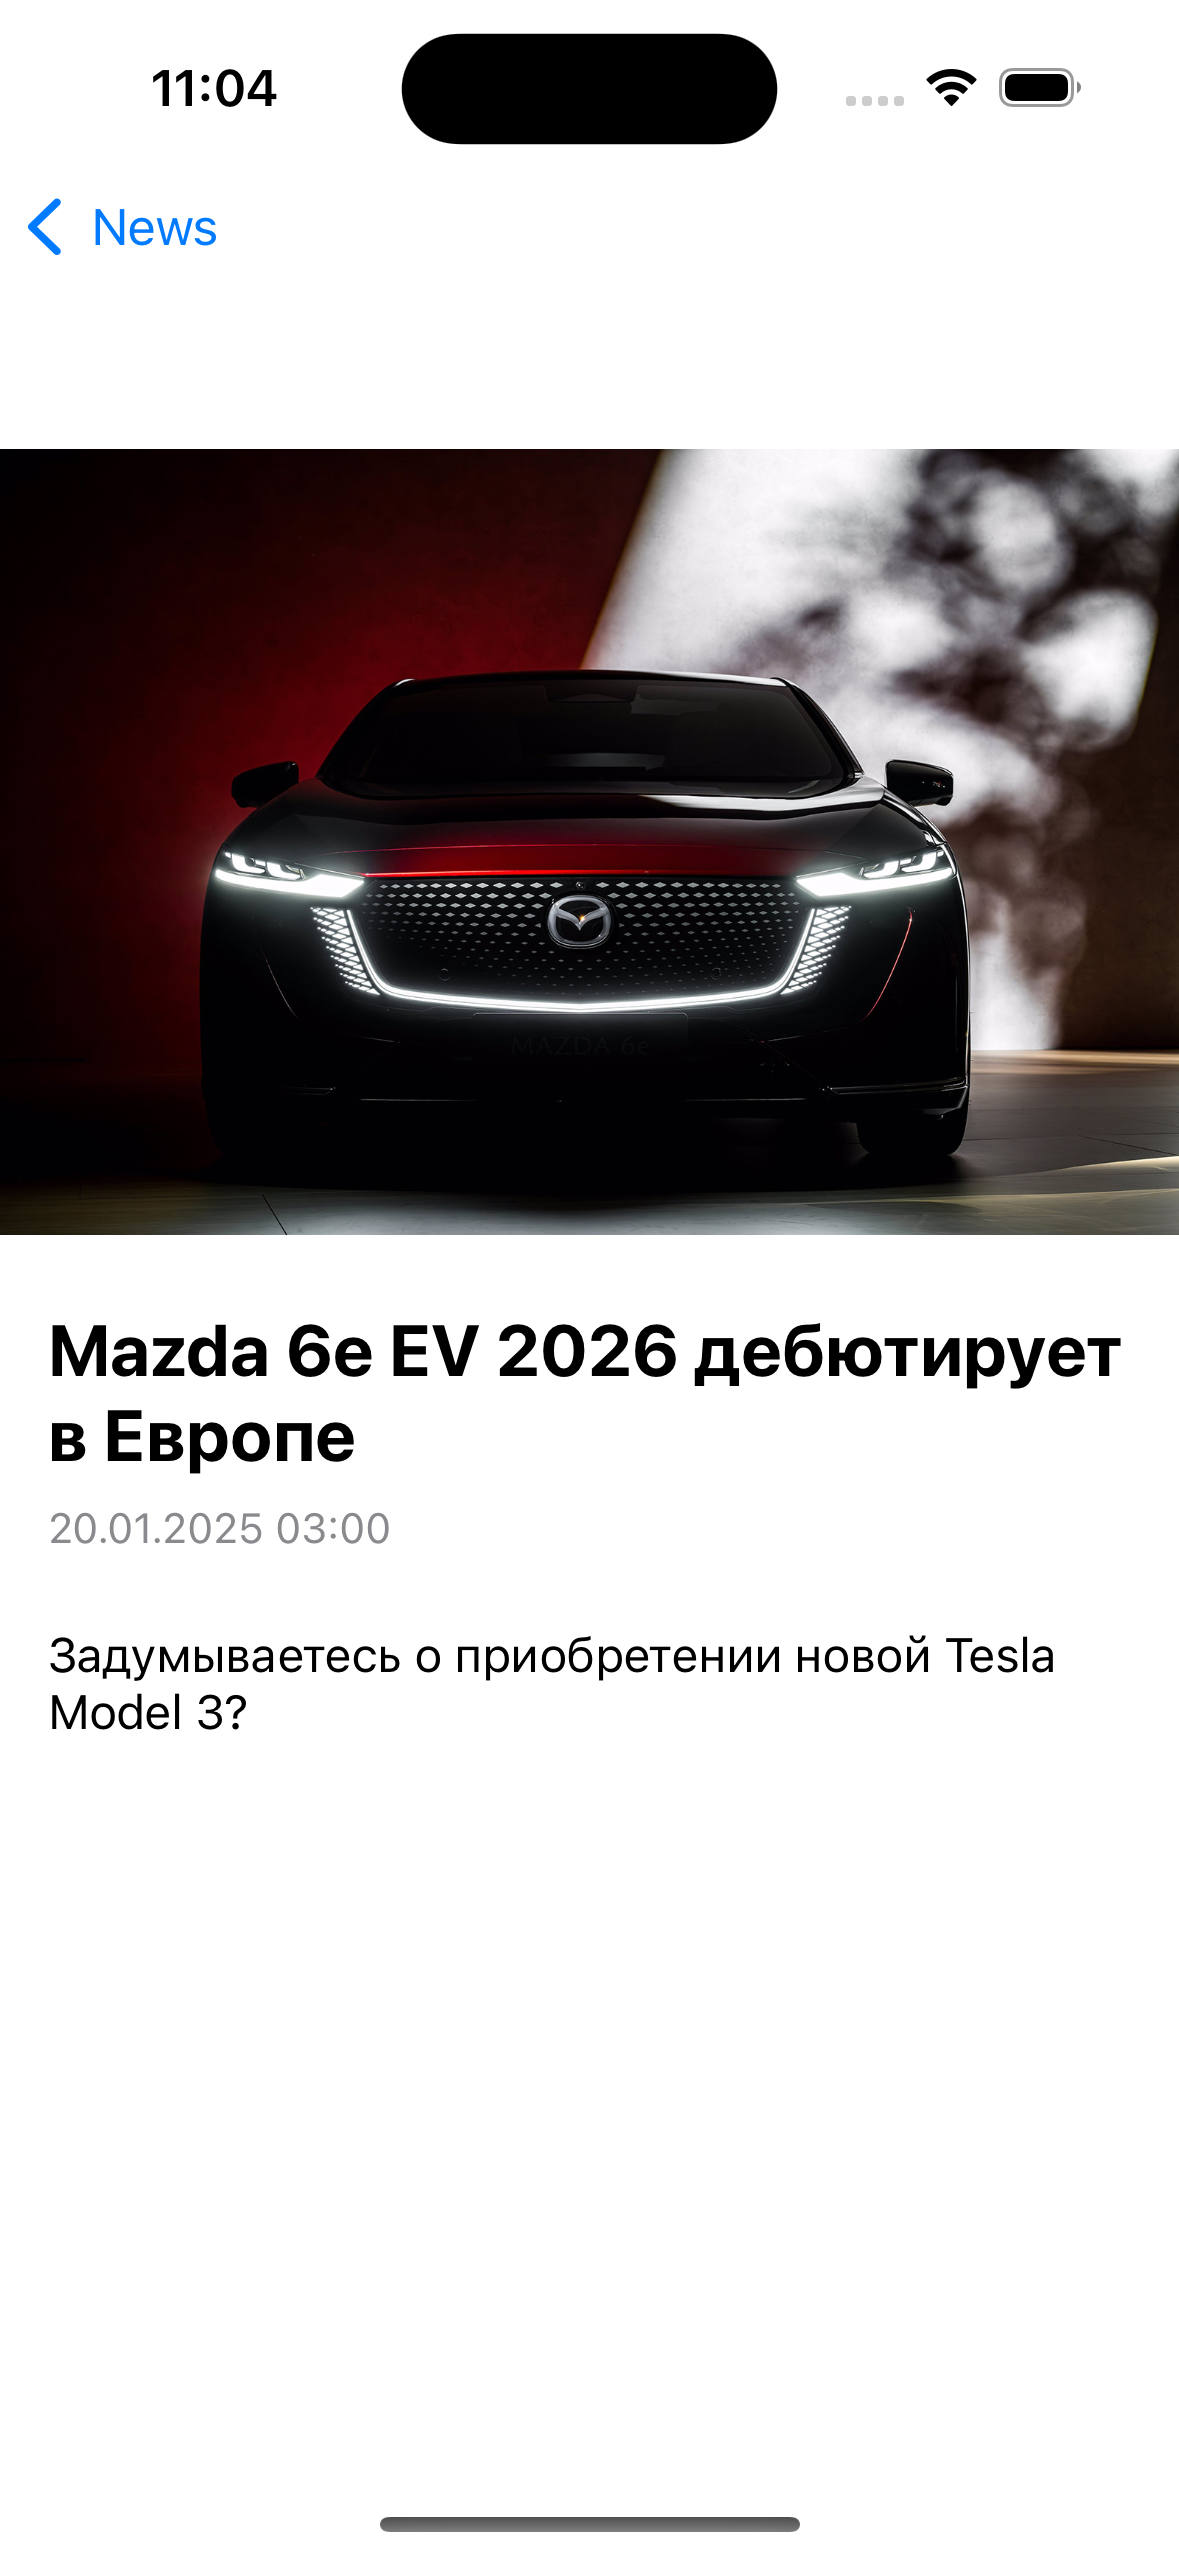 11:04
News
MAZDA 6e
Mazda 6e EV 2026 дебютирует
в Европе
20.01.2025 03:00
Задумываетесь о приобретении новой Tesla
Model 3?